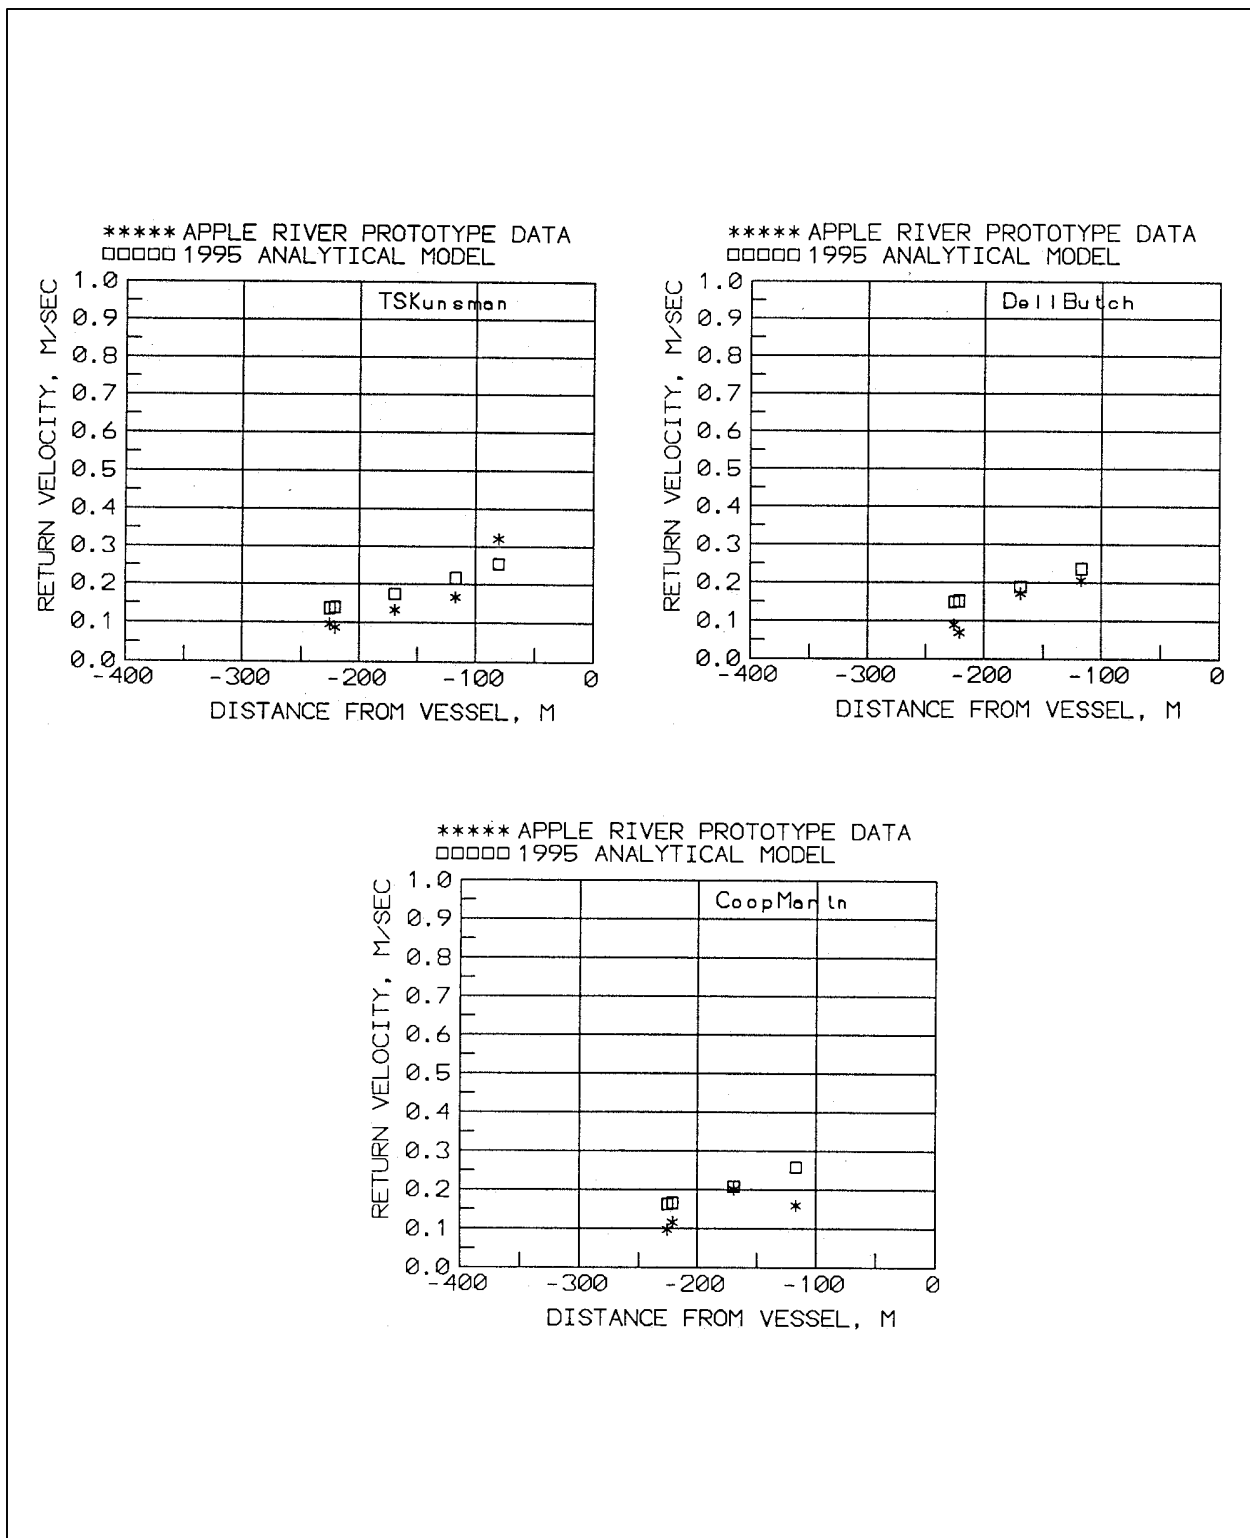 ***** APPLE RIVER PROTOTYPE DATA
□□□□□ 1995 ANALYTICAL MODEL
RETURN VELOCITY, M/SEC
1.0
0.9
0.8
0.7
0.6
0.5
0.4
0.3
0.2
0.1
0.0
TSKunsman
-400 -300 -200 -100 0
DISTANCE FROM VESSEL, M
***** APPLE RIVER PROTOTYPE DATA
□□□□□ 1995 ANALYTICAL MODEL
RETURN VELOCITY, M/SEC
1.0
0.9
0.8
0.7
0.6
0.5
0.4
0.3
0.2
0.1
0.0
DellButch
-400 -300 -200 -100 0
DISTANCE FROM VESSEL, M
***** APPLE RIVER PROTOTYPE DATA
□□□□□ 1995 ANALYTICAL MODEL
RETURN VELOCITY, M/SEC
1.0
0.9
0.8
0.7
0.6
0.5
0.4
0.3
0.2
0.1
0.0
-400 -300 -200 -100 0
DISTANCE FROM VESSEL, M